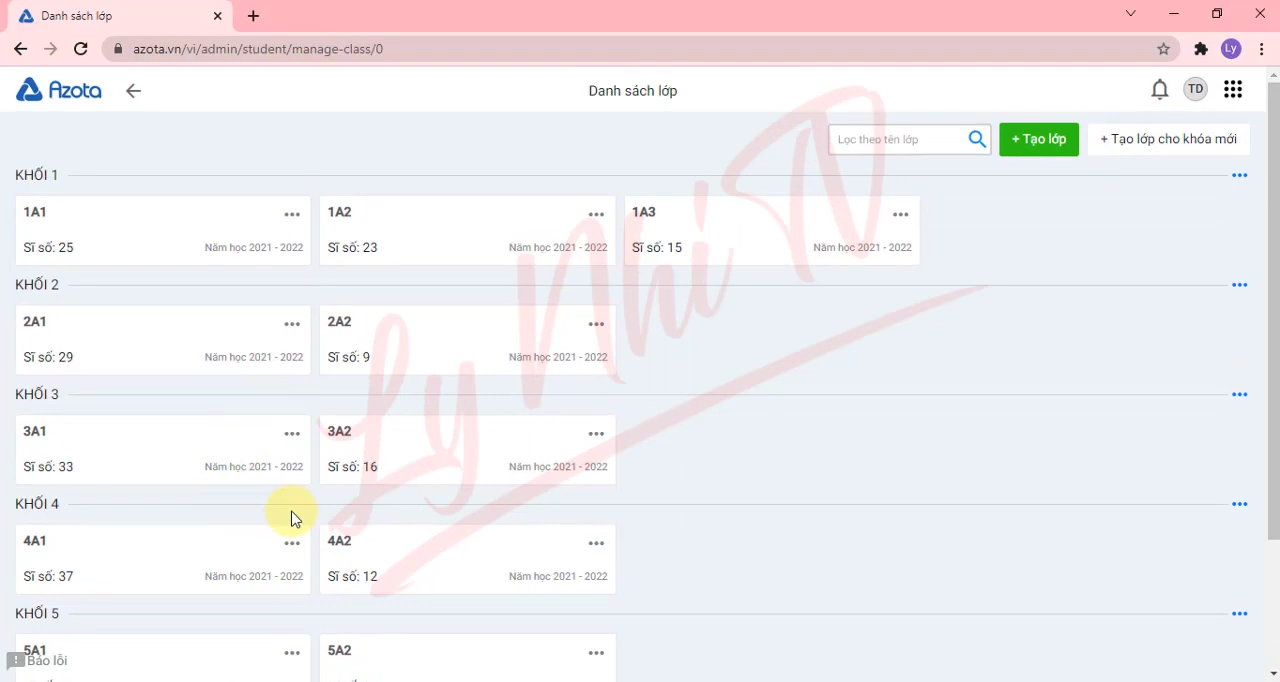 Danh sách lớp
azota.vn/vi/admin/student/manage-class/0
Ly
Azota
Danh sách lớp
TD
Lọc theo tên lớp
+ Tạo lớp
+ Tạo lớp cho khóa mới
KHỐI 1
1A1
Sĩ số: 25
Năm học 2021 - 2022
1A2
Sĩ số: 23
Năm học 2021 - 2022
1A3
Sĩ số: 15
Năm học 2021 - 2022
KHỐI 2
2A1
Sĩ số: 29
Năm học 2021 - 2022
2A2
Sĩ số: 9
Năm học 2021 - 2022
KHỐI 3
3A1
Sĩ số: 33
Năm học 2021 - 2022
3A2
Sĩ số: 16
Năm học 2021 - 2022
KHỐI 4
4A1
Sĩ số: 37
Năm học 2021 - 2022
4A2
Sĩ số: 12
Năm học 2021 - 2022
KHỐI 5
5A1
5A2
Báo lỗi
Ly Nhi